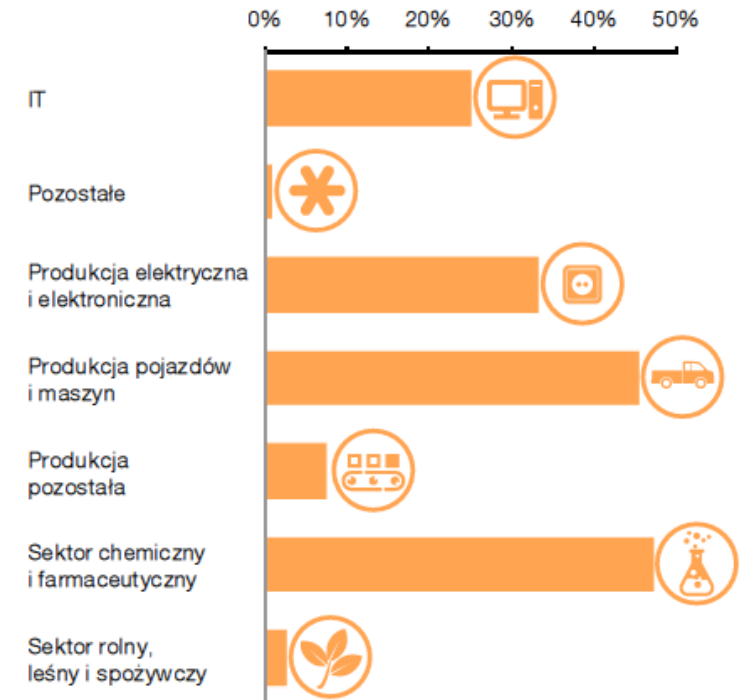 0% 10% 20% 30% 40% 50%
IT
Pozostałe
Produkcja elektryczna
i elektroniczna
Produkcja pojazdów
i maszyn
Produkcja
pozostała
Sektor chemiczny
i farmaceutyczny
Sektor rolny,
leśny i spożywczy